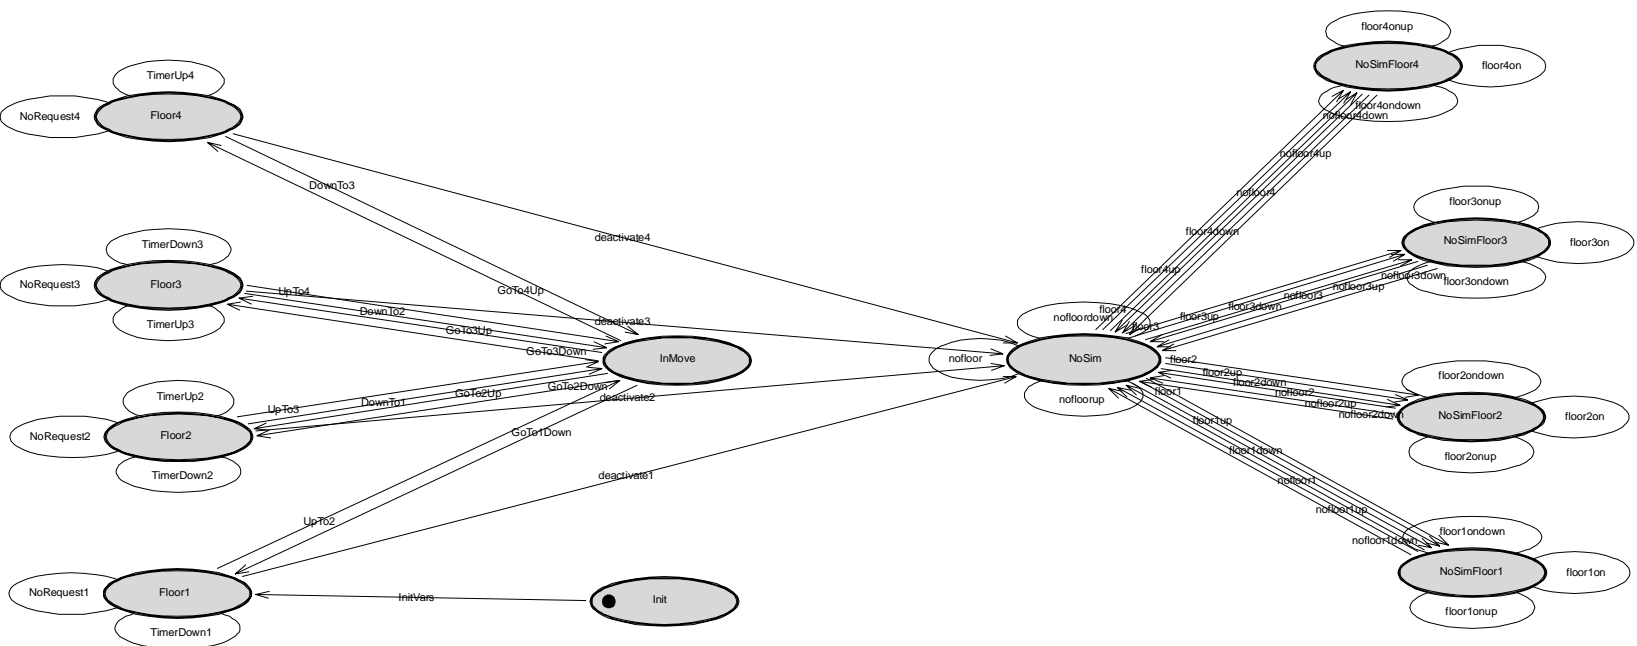 floor4onup
NoSimFloor4
floor4on
floor4ondown
nofloor4down
nofloor4up
nofloor4
floor4down
floor4up
floor4
TimerUp4
NoRequest4
Floor4
DownTo3
deactivate4
GoTo4Up
TimerDown3
NoRequest3
Floor3
TimerUp3
UpTo4
DownTo2
GoTo3Up
GoTo3Down
deactivate3
InMove
floor3onup
NoSimFloor3
floor3on
floor3ondown
nofloor3down
nofloor3up
nofloor3
floor3down
floor3up
floor3
nofloordown
nofloor
NoSim
nofloorup
TimerUp2
NoRequest2
Floor2
TimerDown2
UpTo3
DownTo1
GoTo2Up
GoTo2Down
deactivate2
GoTo1Down
floor2
floor2up
floor2down
nofloor2
nofloor2up
nofloor2down
floor2ondown
NoSimFloor2
floor2on
floor2onup
floor1
floor1up
floor1down
nofloor1
nofloor1up
nofloor1down
deactivate1
UpTo2
NoRequest1
Floor1
TimerDown1
InitVars
Init
floor1ondown
NoSimFloor1
floor1on
floor1onup